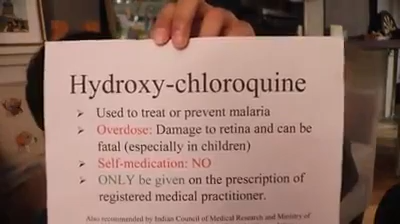 Hydroxy-chloroquine
➤ Used to treat or prevent malaria
➤ Overdose: Damage to retina and can be
fatal (especially in children)
➤ Self-medication: NO
➤ ONLY be given on the prescription of
registered medical practitioner.
Also recommended by Indian Council of Medical Research and Ministry of